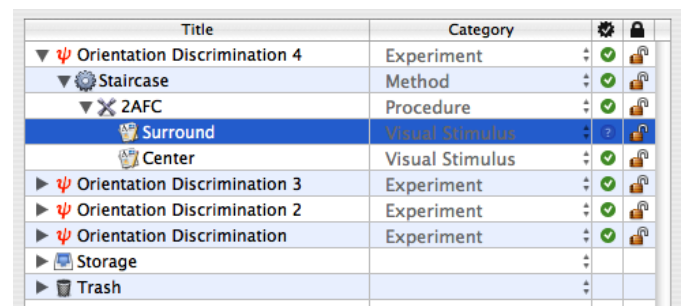 Title Category
ψ Orientation Discrimination 4 Experiment
Staircase Method
2AFC Procedure
Surround Visual Stimulus ?
Center Visual Stimulus
ψ Orientation Discrimination 3 Experiment
ψ Orientation Discrimination 2 Experiment
ψ Orientation Discrimination Experiment
Storage
Trash